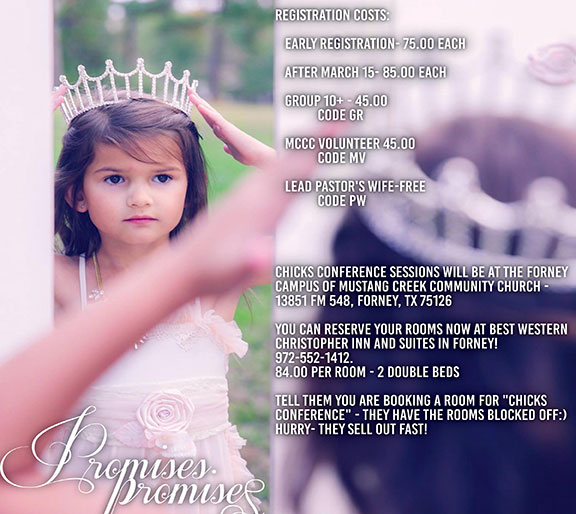 REGISTRATION COSTS:
EARLY REGISTRATION- 75.00 EACH
AFTER MARCH 15- 85.00 EACH
GROUP 10+ - 45.00
CODE GR
MCCC VOLUNTEER 45.00
CODE MV
LEAD PASTOR'S WIFE-FREE
CODE PW
CHICKS CONFERENCE SESSIONS WILL BE AT THE FORNEY
CAMPUS OF MUSTANG CREEK COMMUNITY CHURCH -
13851 FM 548, FORNEY, TX 75126
YOU CAN RESERVE YOUR ROOMS NOW AT BEST WESTERN
CHRISTOPHER INN AND SUITES IN FORNEY!
972-552-1412.
84.00 PER ROOM - 2 DOUBLE BEDS
TELL THEM YOU ARE BOOKING A ROOM FOR "CHICKS
CONFERENCE" - THEY HAVE THE ROOMS BLOCKED OFF:)
HURRY- THEY SELL OUT FAST!
Promises.
Promises